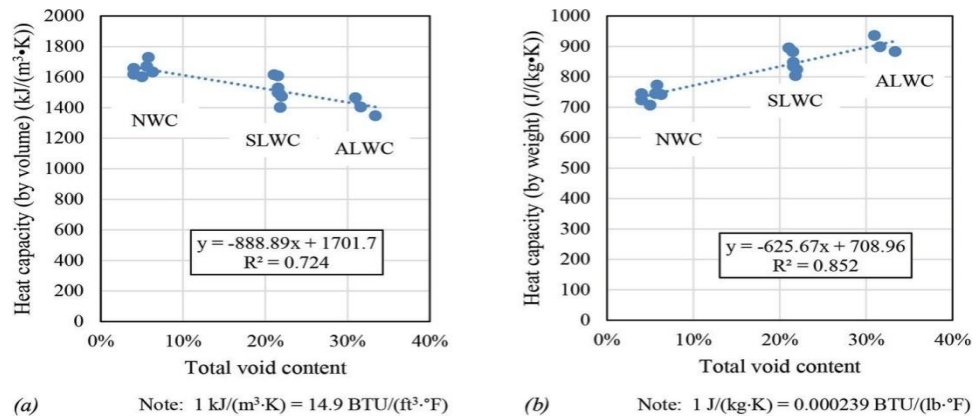 2000
1800
1600
1400
1200
1000
800
600
400
200
0
Heat capacity (by volume) (kJ/(m³•K)
NWC
SLWC
ALWC
y = -888.89x + 1701.7
R² = 0.724
0% 10% 20% 30% 40%
Total void content
(a) Note: 1 kJ/(m³·K) = 14.9 BTU/(ft³·°F)
1000
900
800
700
600
500
400
300
200
100
0
Heat capacity (by weight) (J/(kg•K))
NWC
SLWC
ALWC
y = -625.67x + 708.96
R² = 0.852
0% 10% 20% 30% 40%
Total void content
(b) Note: 1 J/(kg·K) = 0.000239 BTU/(lb·°F)